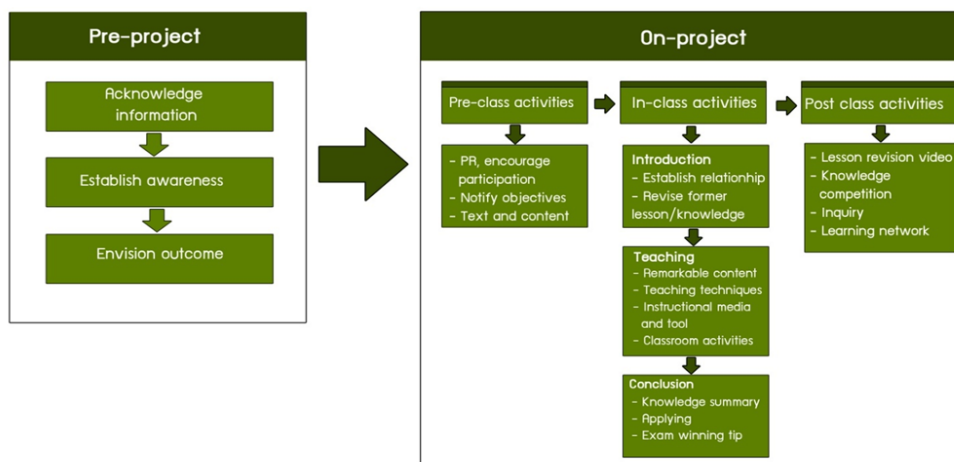 Pre-project
Acknowledge
information
Establish awareness
Envision outcome
On-project
Pre-class activities
- PR, encourage
participation
- Notify objectives
- Text and content
In-class activities
Introduction
- Establish relationship
- Revise former
lesson/knowledge
Teaching
- Remarkable content
- Teaching techniques
- Instructional media
and tool
- Classroom activities
Conclusion
- Knowledge summary
- Applying
- Exam winning tip
Post class activities
- Lesson revision video
- Knowledge
competition
- Inquiry
- Learning network